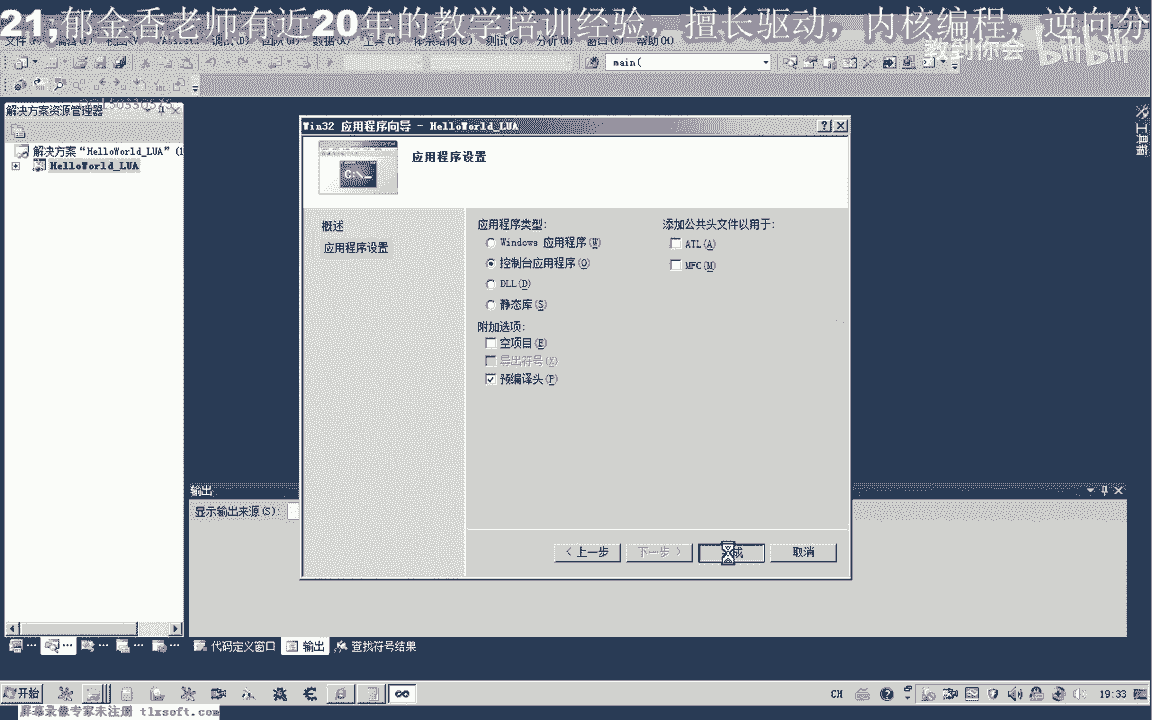 21,郁金香老师有近20年的教学培训经验，擅长驱动，内核编程，逆向分
教到你会 bilibili
main(
解决方案资源管理器
解决方案“HelloWorld_LUA”(1
HelloWorld_LUA
工具箱
Win32 应用程序向导 - HelloWorld_LUA
C:\_
应用程序设置
概述
应用程序设置
应用程序类型:
Windows 应用程序(W)
控制台应用程序(O)
DLL(D)
静态库(S)
附加选项:
空项目(E)
导出符号(X)
预编译头(P)
添加公共头文件以用于:
ATL(A)
MFC(M)
< 上一步
下一步 >
取消
输出
显示输出来源(S):
代码定义窗口 输出 查找符号结果
开始 CH 19:33
屏幕录像专家未注册 tlxsoft.com